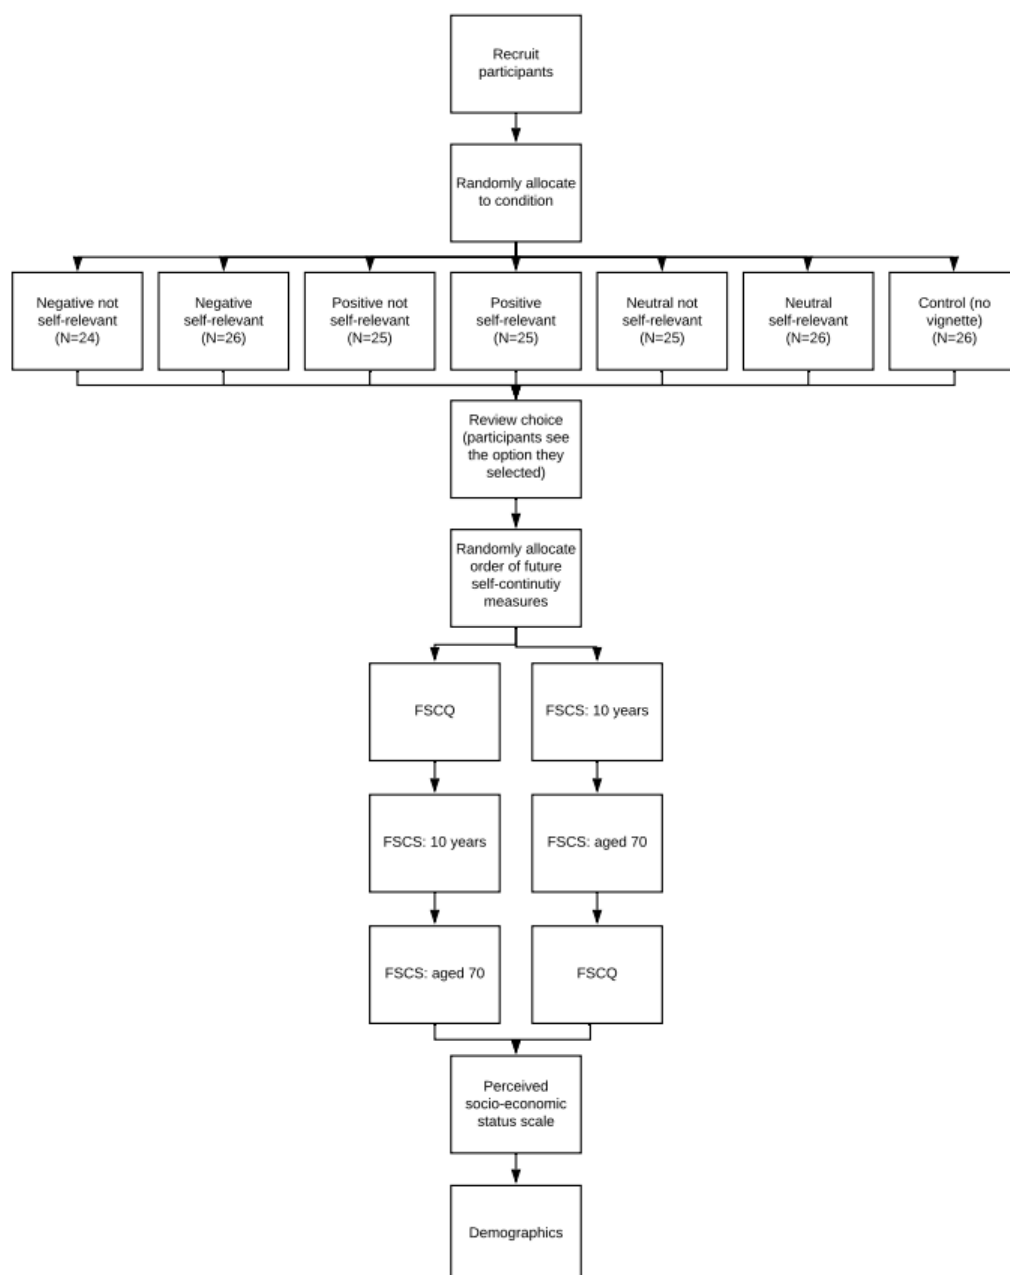 Recruit
participants
Randomly allocate
to condition
Negative not
self-relevant
(N=24)
Negative
self-relevant
(N=26)
Positive not
self-relevant
(N=25)
Positive
self-relevant
(N=25)
Neutral not
self-relevant
(N=25)
Neutral
self-relevant
(N=26)
Control (no
vignette)
(N=26)
Review choice
(participants see
the option they
selected)
Randomly allocate
order of future
self-continutiy
measures
FSCQ
FSCS: 10 years
FSCS: 10 years
FSCS: aged 70
FSCS: aged 70
FSCQ
Perceived
socio-economic
status scale
Demographics